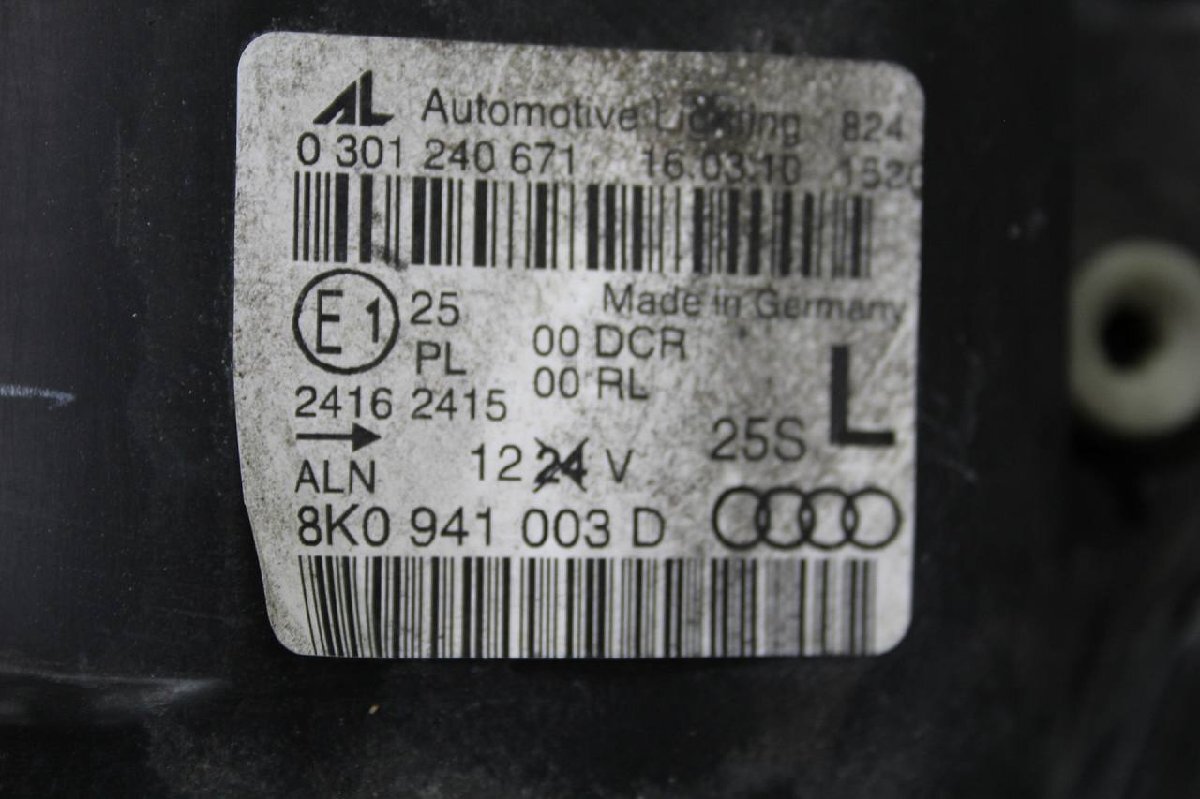 AL Automotive Lighting 824
0 301 240 671 16.03.10 1520
E1 25 Made in Germany
PL 00 DCR
00 RL
2416 2415 L
25S
12 24 V
ALN
8K0 941 003 D